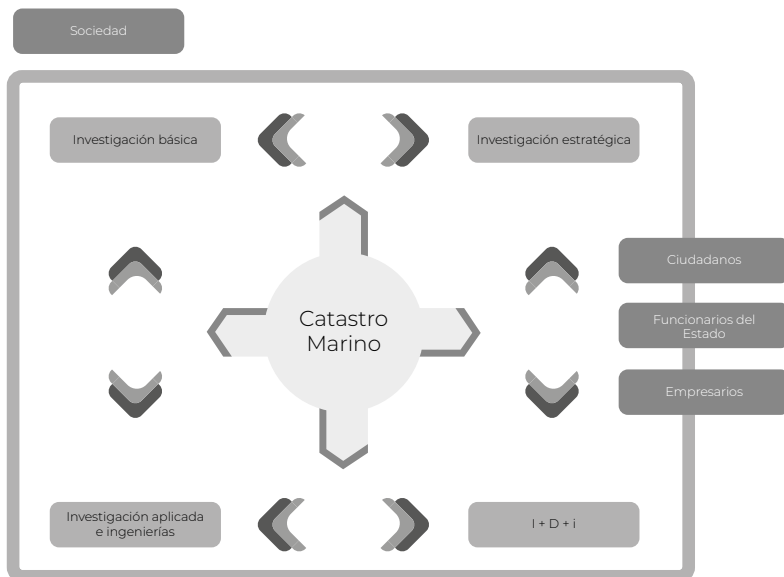 Sociedad
Investigación básica
Investigación estratégica
Ciudadanos
Catastro
Marino
Funcionarios del
Estado
Empresarios
Investigación aplicada
e ingenierías
I + D + i